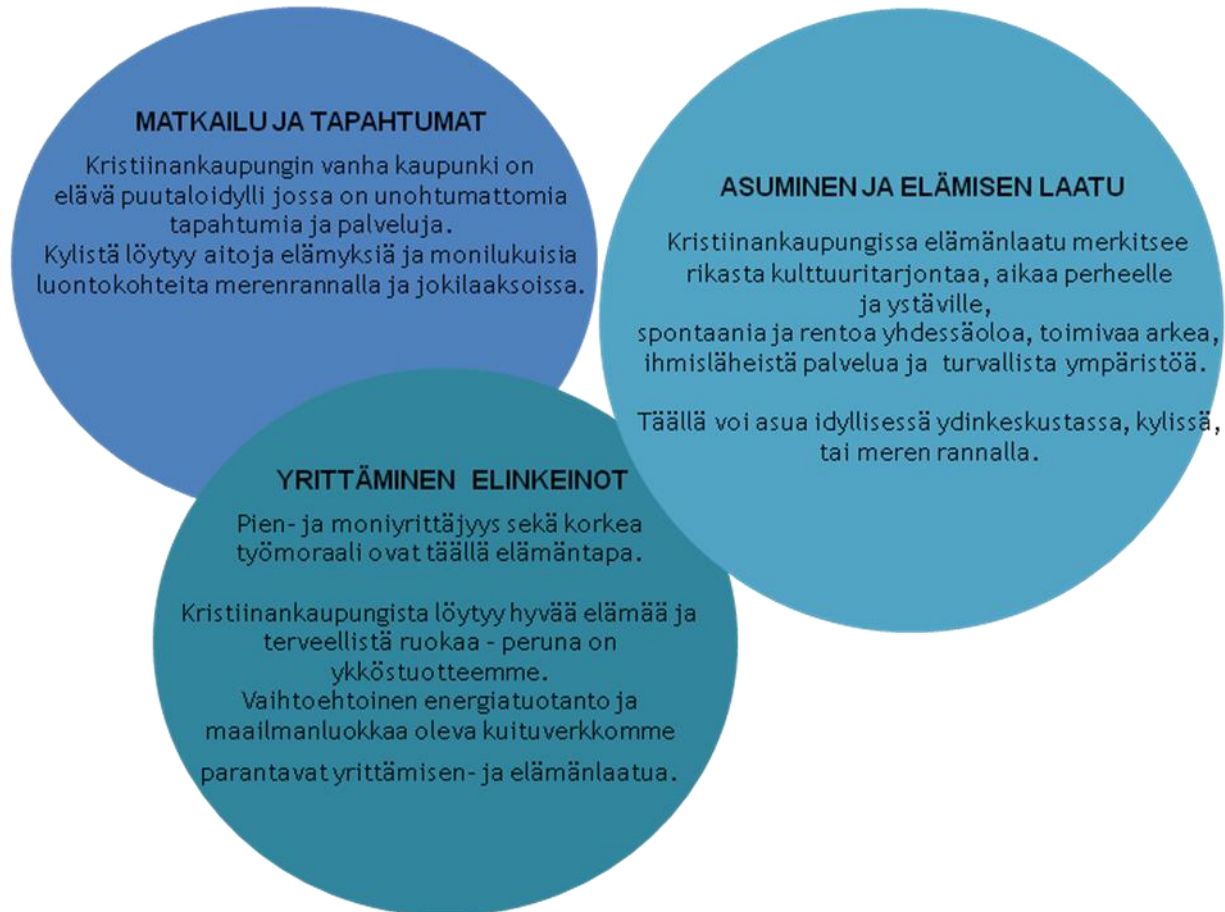 MATKAILU JA TAPAHTUMAT
Kristiinankaupungin vanha kaupunki on
elävä puutaloidylli jossa on unohtumattomia
tapahtumia ja palveluja.
Kylistä löytyy aitoja elämyksiä ja monilukuisia
luontokohteita merenrannalla ja jokilaaksoissa.
ASUMINEN JA ELÄMISEN LAATU
Kristiinankaupungissa elämänlaatu merkitsee
rikasta kulttuuritarjontaa, aikaa perheelle
ja ystäville,
spontaania ja rentoa yhdessäoloa, toimivaa arkea,
ihmisläheistä palvelua ja turvallista ympäristöä.
Täällä voi asua idyllisessä ydinkeskustassa, kylissä,
tai meren rannalla.
YRITTÄMINEN ELINKEINOT
Pien- ja moniyrittäjyys sekä korkea
työmoraali ovat täällä elämäntapa.
Kristiinankaupungista löytyy hyvää elämää ja
terveellistä ruokaa - peruna on
ykköstuotteemme.
Vaihtoehtoinen energiatuotanto ja
maailmanluokkaa oleva kuituverkkomme
parantavat yrittämisen- ja elämänlaatua.